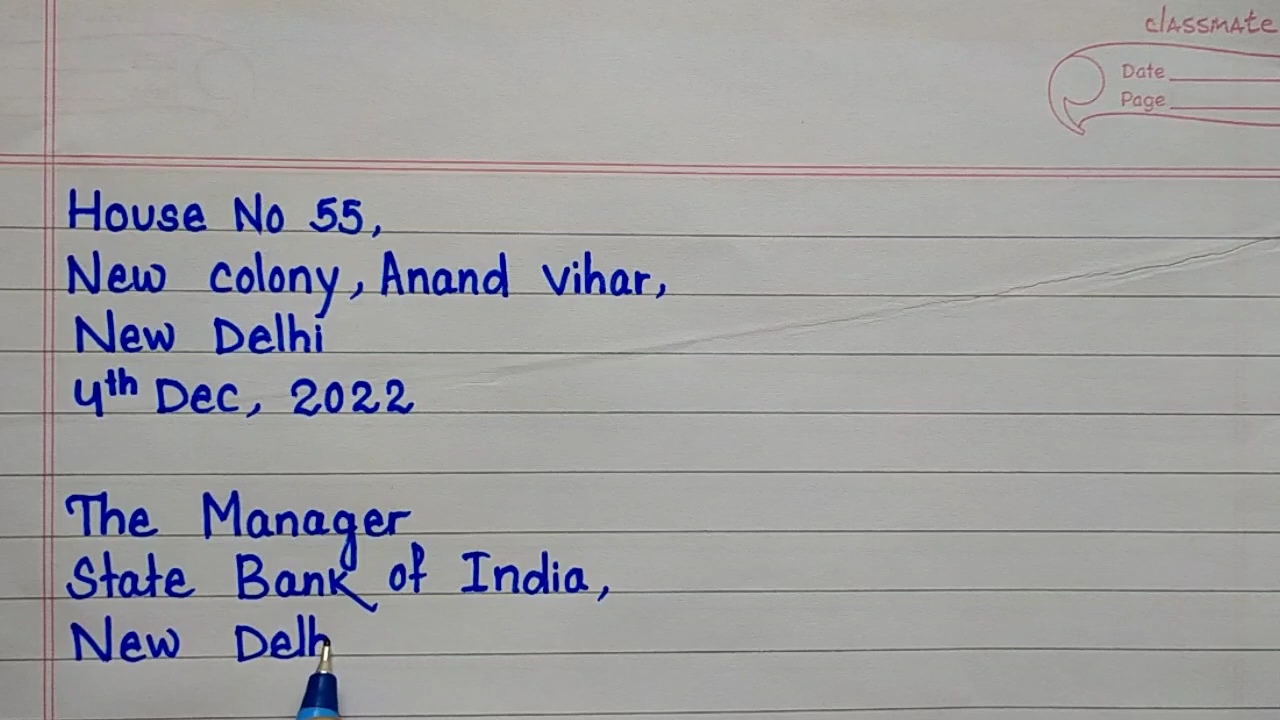 classmate
Date
Page
House No 55,
New colony, Anand vihar,
New Delhi
4th Dec, 2022
The Manager
State Bank of India,
New Delh